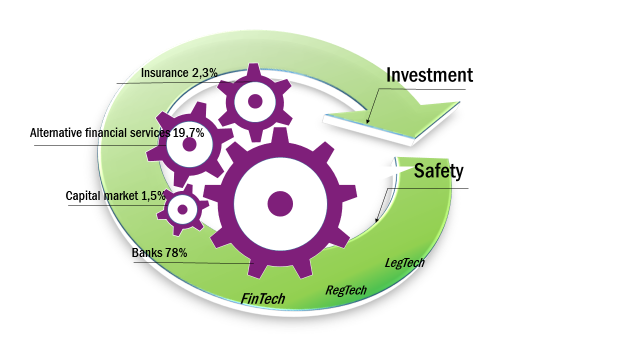 Insurance 2,3%
Investment
Alternative financial services 19,7%
Safety
Capital market 1,5%
Banks 78%
LegTech
RegTech
FinTech